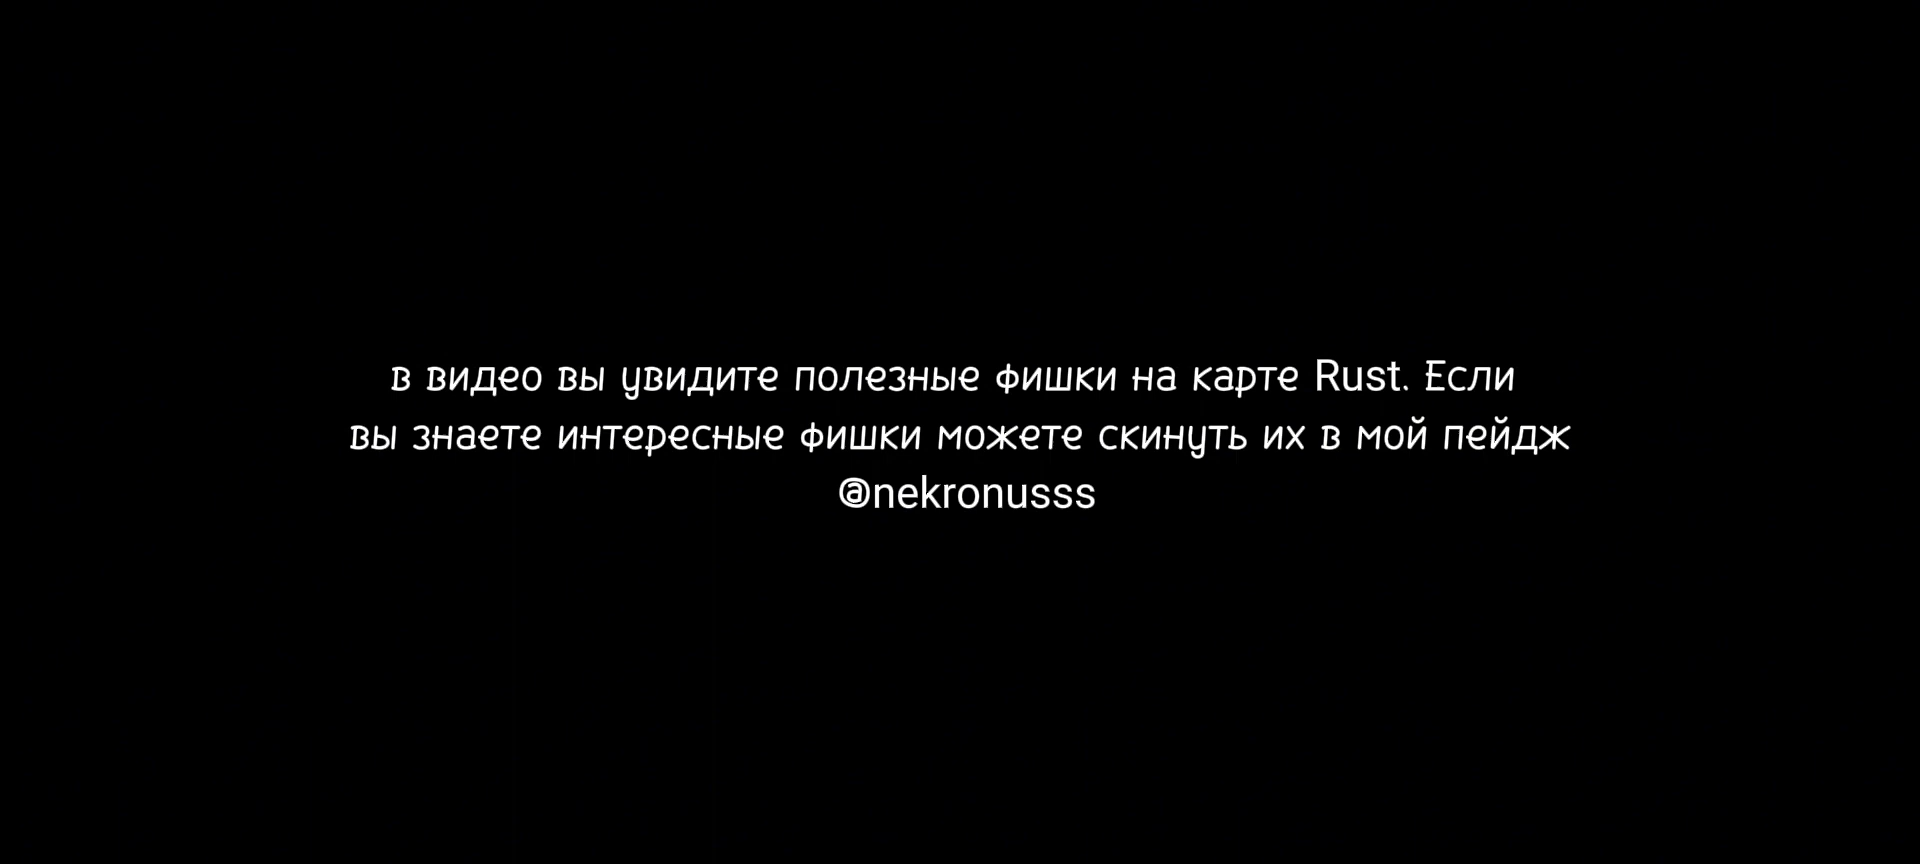 в видео вы увидите полезные фишки на карте Rust. Если
вы знаете интересные фишки можете скинуть их в мой пейдж
@nekronusss